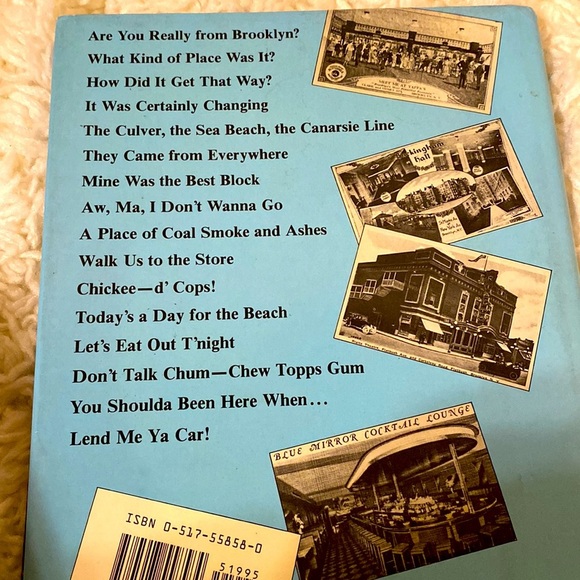 Are You Really from Brooklyn?
What Kind of Place Was It?
How Did It Get That Way?
It Was Certainly Changing
The Culver, the Sea Beach, the Canarsie Line
They Came from Everywhere
Mine Was the Best Block
Aw, Ma, I Don't Wanna Go
A Place of Coal Smoke and Ashes
Walk Us to the Store
Chickee—d' Cops!
Today's a Day for the Beach
Let's Eat Out T'night
Don't Talk Chum—Chew Topps Gum
You Shoulda Been Here When...
Lend Me Ya Car!
Hall
BLUE MIRROR COCKTAIL LOUNGE
ISBN 0-517-55858-0
51995